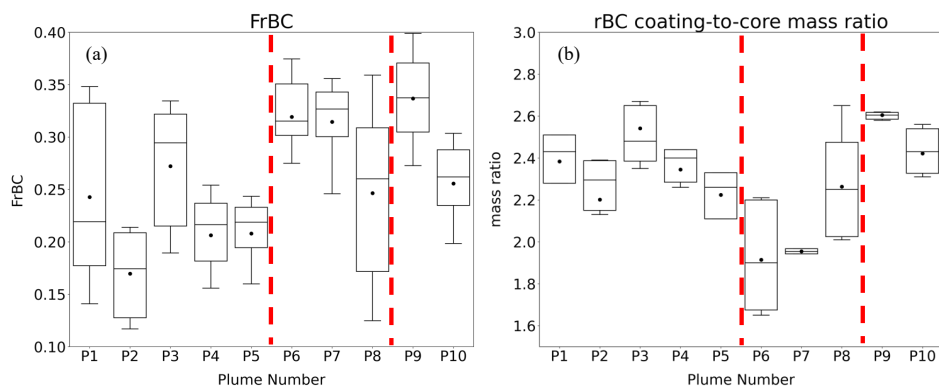 FrBC
(a)
FrBC
0.40
0.35
0.30
0.25
0.20
0.15
0.10
P1 P2 P3 P4 P5 P6 P7 P8 P9 P10
Plume Number
rBC coating-to-core mass ratio
(b)
mass ratio
3.0
2.8
2.6
2.4
2.2
2.0
1.8
1.6
P1 P2 P3 P4 P5 P6 P7 P8 P9 P10
Plume Number